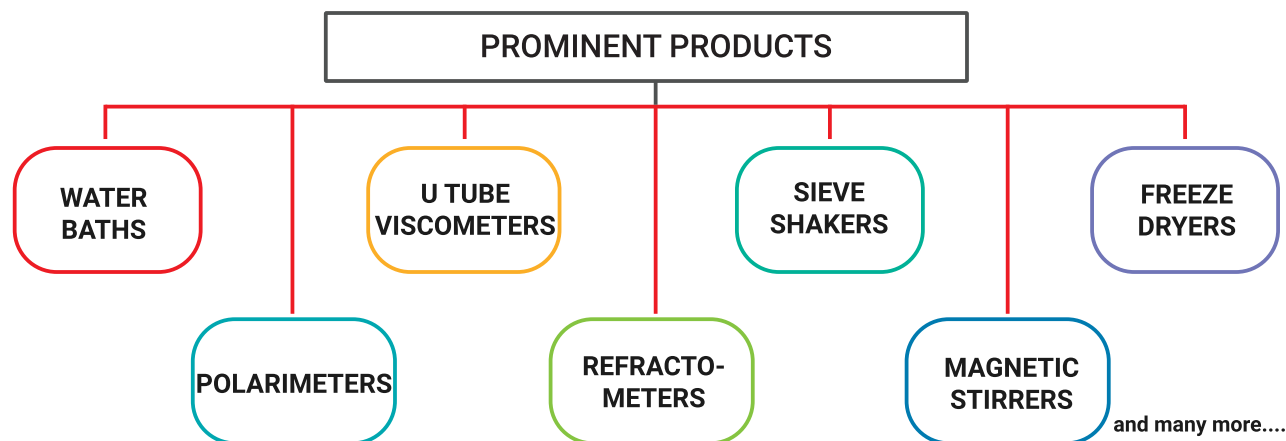 PROMINENT PRODUCTS
WATER
BATHS
U TUBE
VISCOMETERS
SIEVE
SHAKERS
FREEZE
DRYERS
POLARIMETERS
REFRACTO-
METERS
MAGNETIC
STIRRERS
and many more....